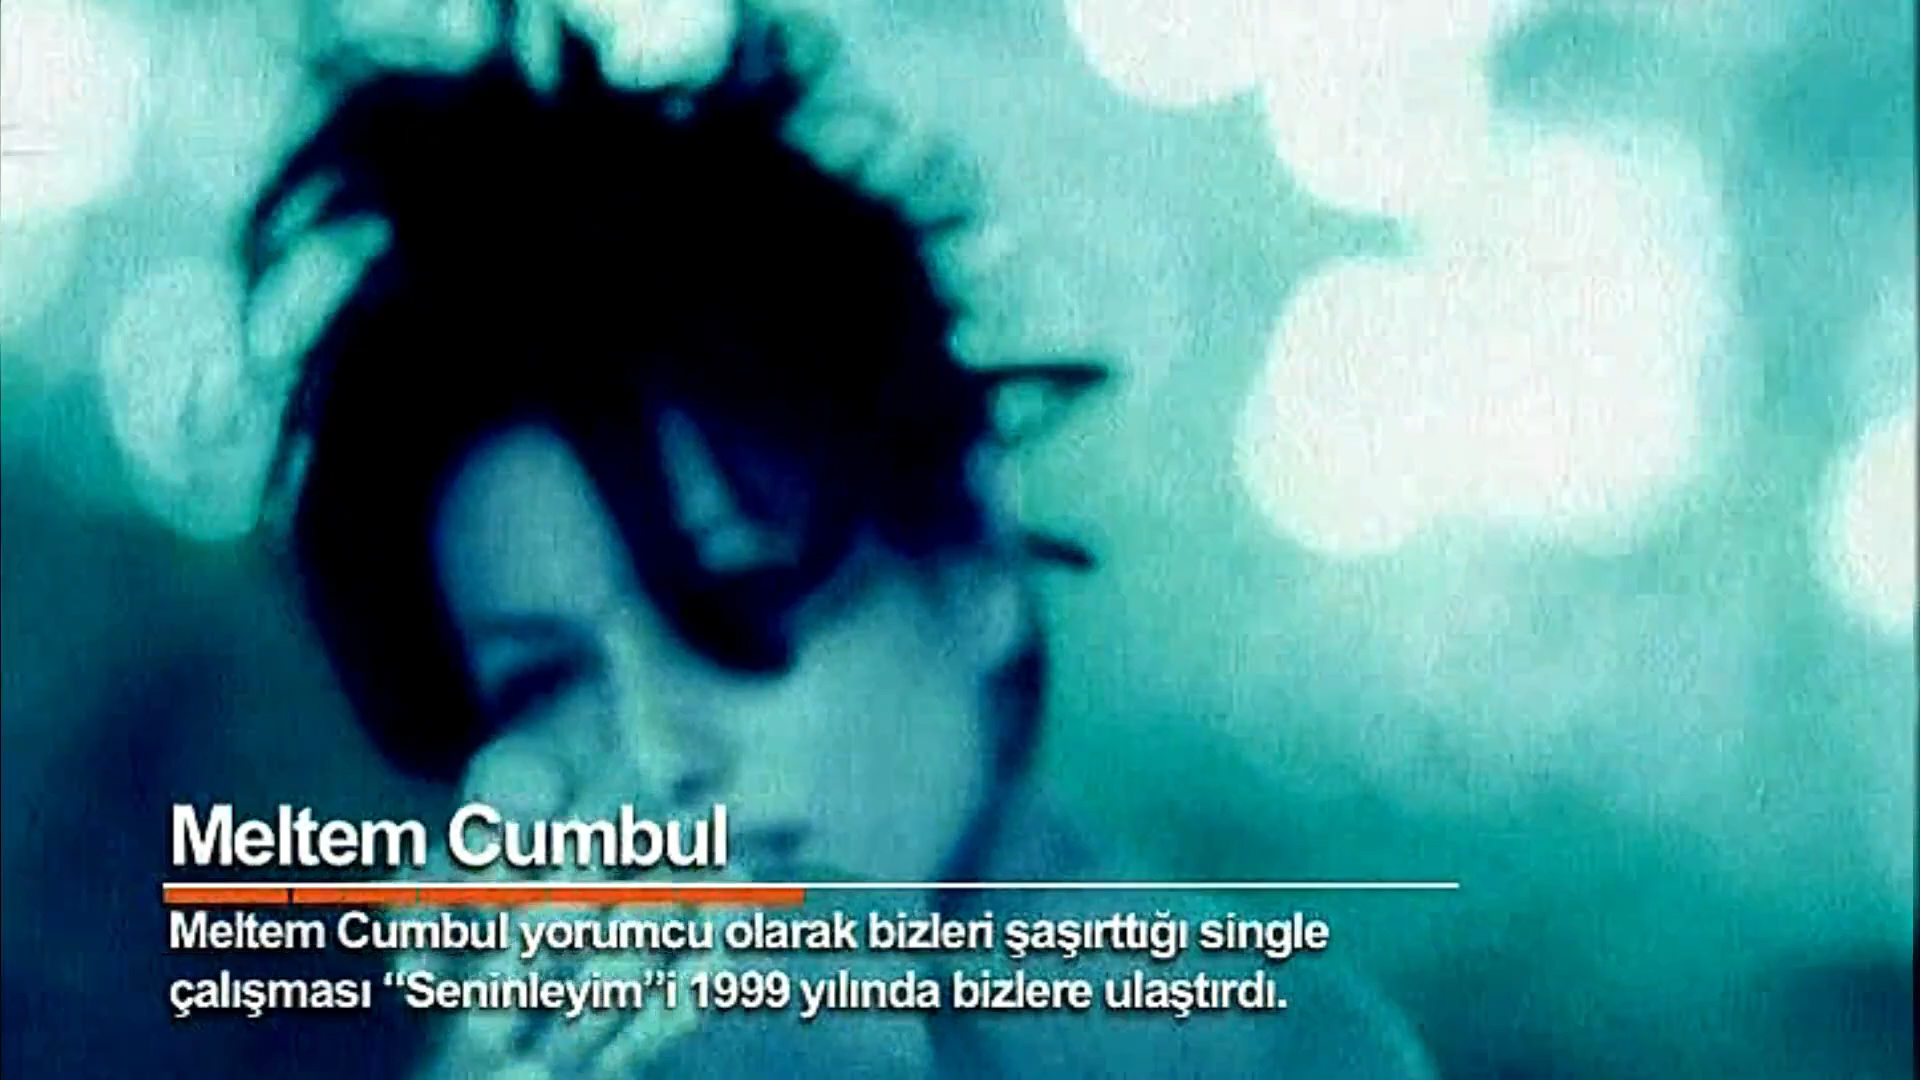 Meltem Cumbul
Meltem Cumbul yorumcu olarak bizleri şaşırttığı single
çalışması “Seninleyim”i 1999 yılında bizlere ulaştırdı.